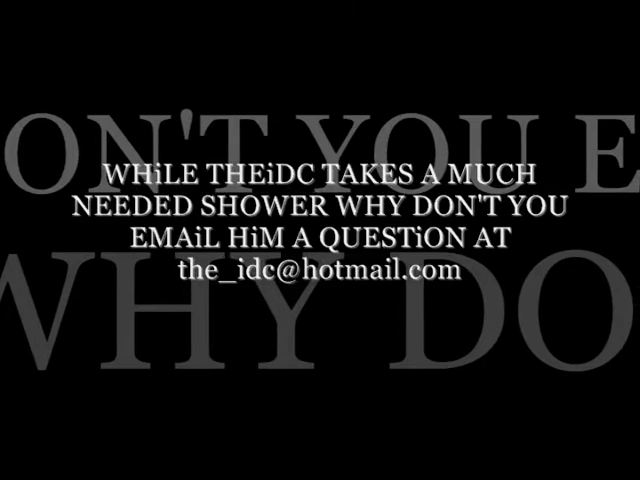 ON'T YOU E
WHiLE THEiDC TAKES A MUCH
NEEDED SHOWER WHY DON'T YOU
EMAiL HiM A QUESTiON AT
the_idc@hotmail.com
WHY DO